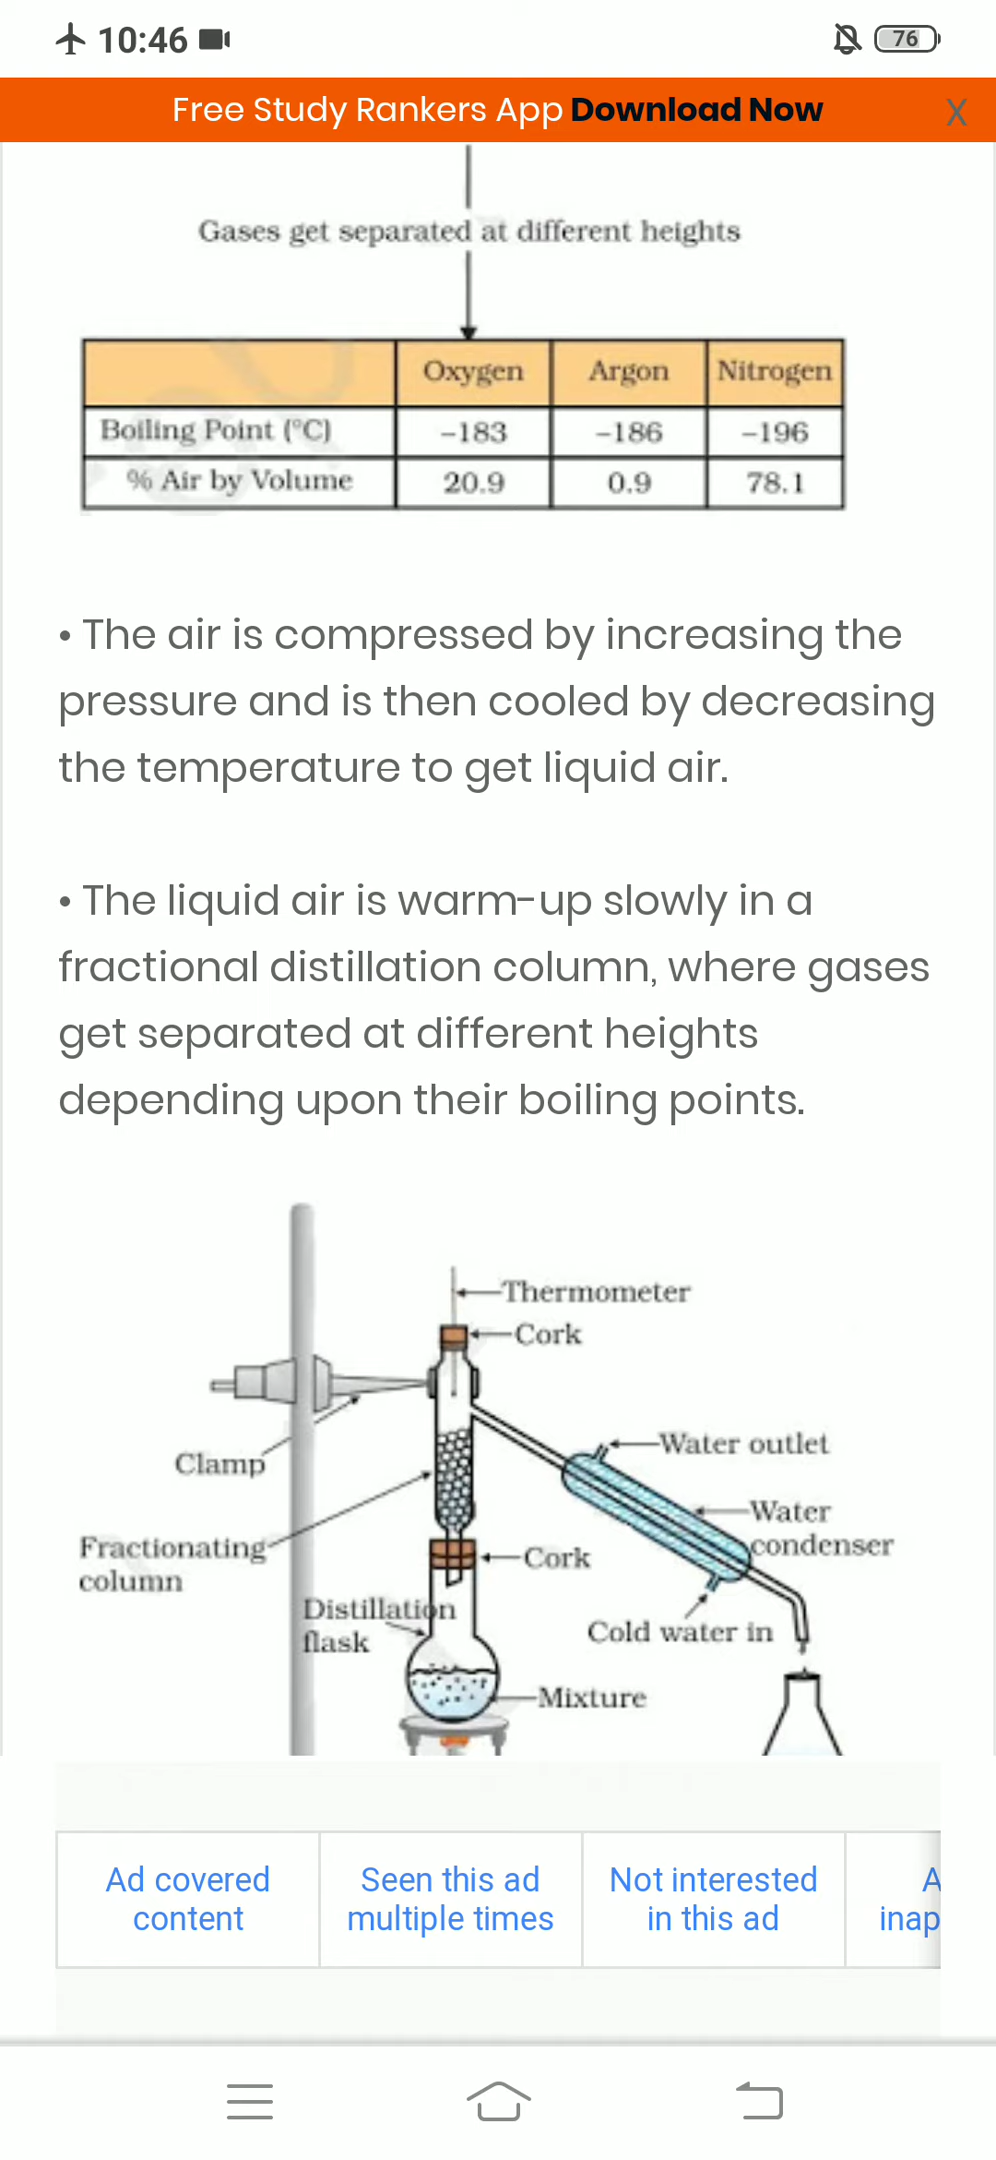 10:46
76
Free Study Rankers App Download Now X
Gases get separated at different heights
Oxygen Argon Nitrogen
Boiling Point (°C) –183 –186 –196
% Air by Volume 20.9 0.9 78.1
• The air is compressed by increasing the
pressure and is then cooled by decreasing
the temperature to get liquid air.
• The liquid air is warm-up slowly in a
fractional distillation column, where gases
get separated at different heights
depending upon their boiling points.
Thermometer
Cork
Water outlet
Clamp
Water
condenser
Fractionating
column
Cork
Distillation
flask
Cold water in
Mixture
Ad covered
content
Seen this ad
multiple times
Not interested
in this ad
A
inap